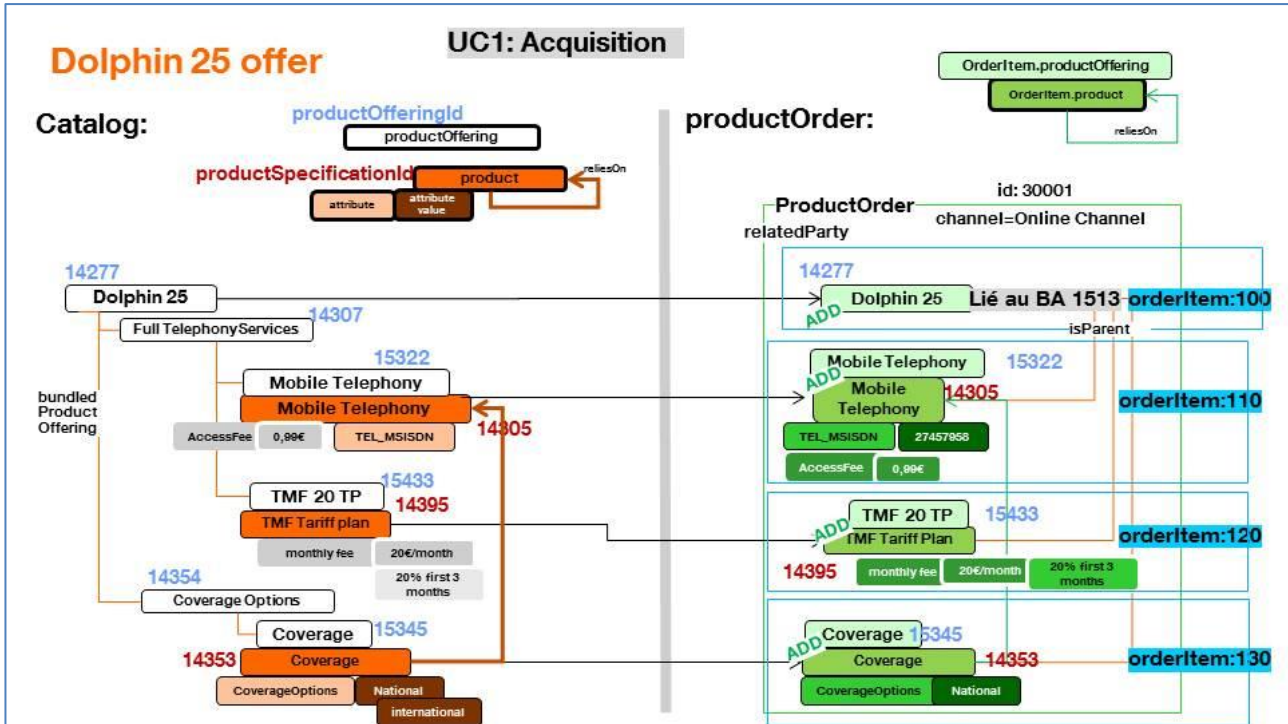 UC1: Acquisition
Dolphin 25 offer
OrderItem.productOffering
OrderItem.product
reliesOn
Catalog:
productOfferingId
productOffering
productSpecificationId
product
reliesOn
attribute
attribute
value
productOrder:
id: 30001
ProductOrder
channel=Online Channel
relatedParty
14277
Dolphin 25
Full TelephonyServices
14307
15322
Mobile Telephony
Mobile Telephony
14305
AccessFee
0,99€
TEL_MSISDN
bundled
Product
Offering
15433
TMF 20 TP
14395
TMF Tariff plan
monthly fee
20€/month
20% first 3
months
14354
Coverage Options
Coverage
15345
14353
Coverage
CoverageOptions
National
international
14277
ADD
Dolphin 25
Lié au BA 1513
orderItem:100
isParent
Mobile Telephony
15322
ADD
Mobile
Telephony
14305
orderItem:110
TEL_MSISDN
27457958
AccessFee
0,99€
TMF 20 TP
15433
ADD
TMF Tariff Plan
orderItem:120
14395
monthly fee
20€/month
20% first 3
months
Coverage
15345
ADD
Coverage
14353
orderItem:130
CoverageOptions
National